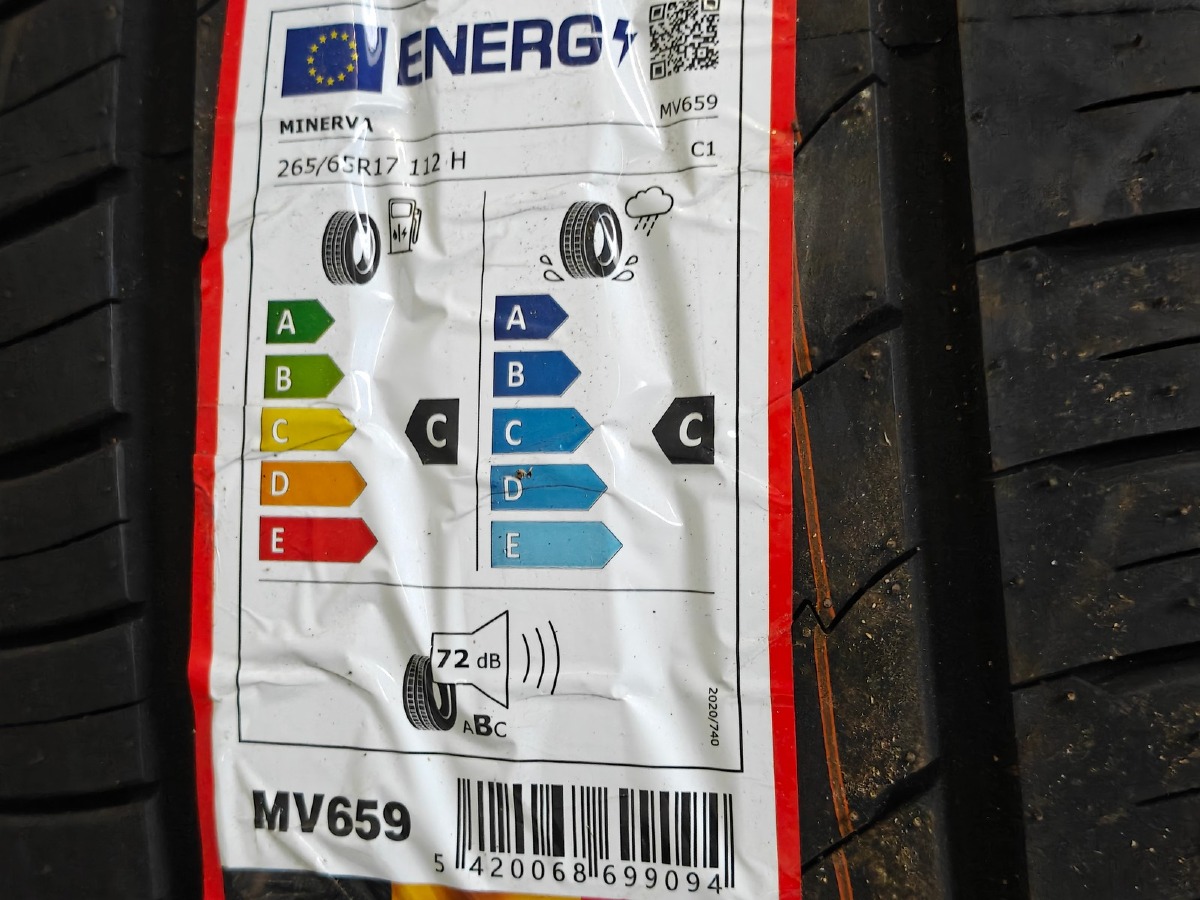 ENERG
MINERVA
MV659
265/65R17 112 H
C1
A
B
C
D
E
C
A
B
C
D
E
C
72 dB
ABC
2020/740
MV659
5 420068 699094